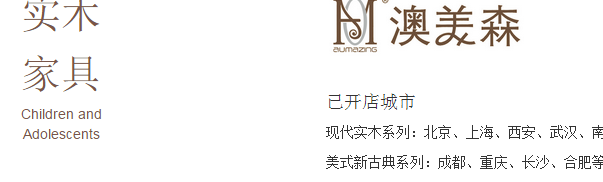 实木
家具
Children and
Adolescents
澳美森
aumazing
已开店城市
现代实木系列：北京、上海、西安、武汉、南
美式新古典系列：成都、重庆、长沙、合肥等